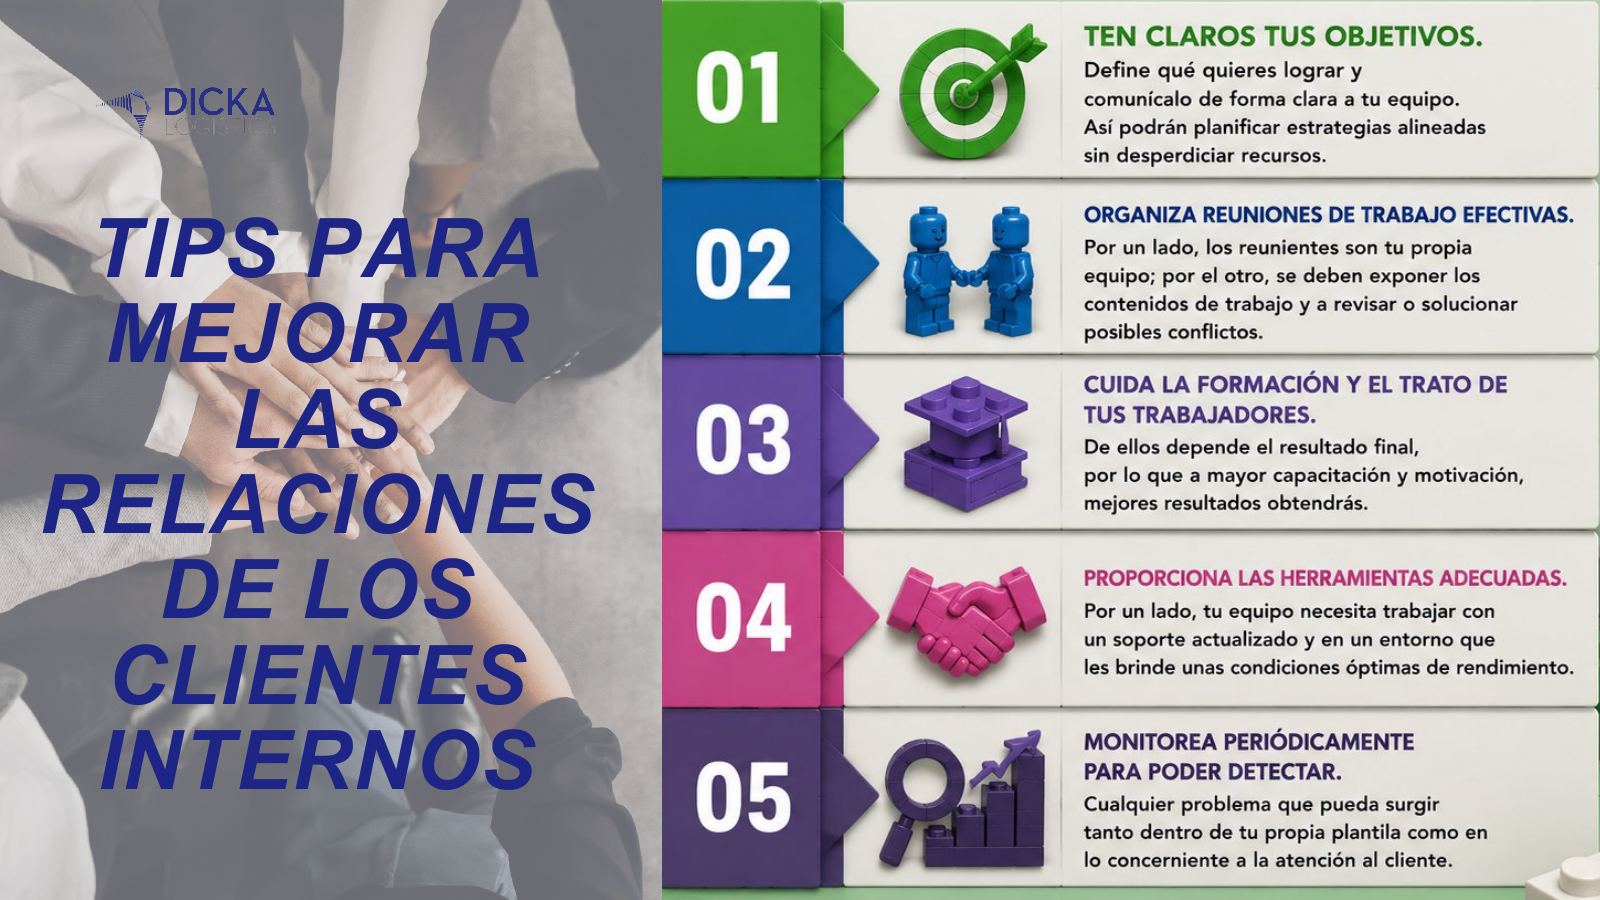 DICKA
LOGISTICS
TIPS PARA
MEJORAR
LAS
RELACIONES
DE LOS
CLIENTES
INTERNOS
01
TEN CLAROS TUS OBJETIVOS.
Define qué quieres lograr y
comunícalo de forma clara a tu equipo.
Así podrán planificar estrategias alineadas
sin desperdiciar recursos.
02
ORGANIZA REUNIONES DE TRABAJO EFECTIVAS.
Por un lado, los reunientes son tu propia
equipo; por el otro, se deben exponer los
contenidos de trabajo y a revisar o solucionar
posibles conflictos.
03
CUIDA LA FORMACIÓN Y EL TRATO DE
TUS TRABAJADORES.
De ellos depende el resultado final,
por lo que a mayor capacitación y motivación,
mejores resultados obtendrás.
04
PROPORCIONA LAS HERRAMIENTAS ADECUADAS.
Por un lado, tu equipo necesita trabajar con
un soporte actualizado y en un entorno que
les brinde unas condiciones óptimas de rendimiento.
05
MONITOREA PERIÓDICAMENTE
PARA PODER DETECTAR.
Cualquier problema que pueda surgir
tanto dentro de tu propia plantila como en
lo concerniente a la atención al cliente.